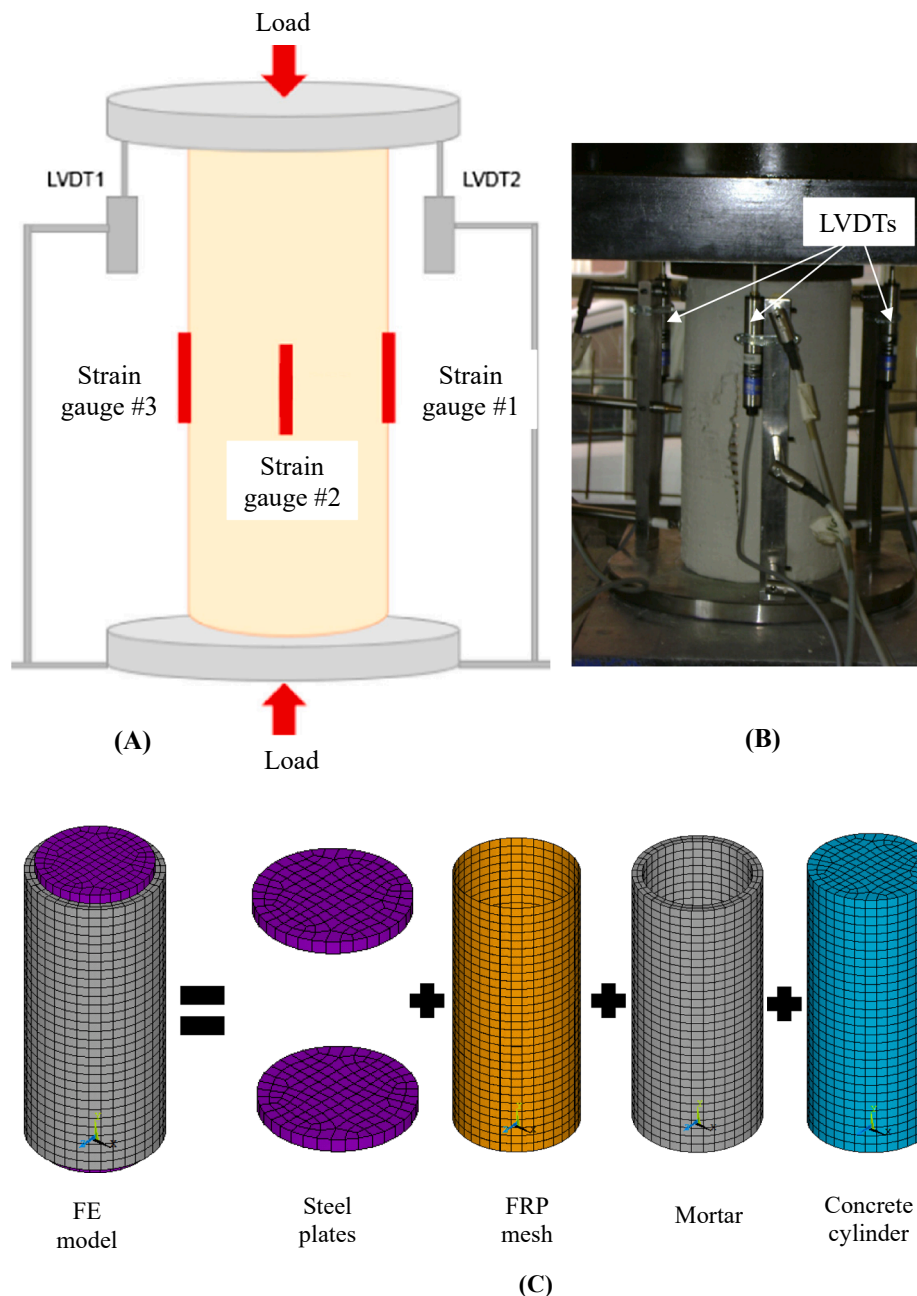 Load
LVDT1
LVDT2
LVDTs
Strain
gauge #3
Strain
gauge #1
Strain
gauge #2
(A)
(B)
Load
FE
model
Steel
plates
FRP
mesh
Mortar
Concrete
cylinder
(C)